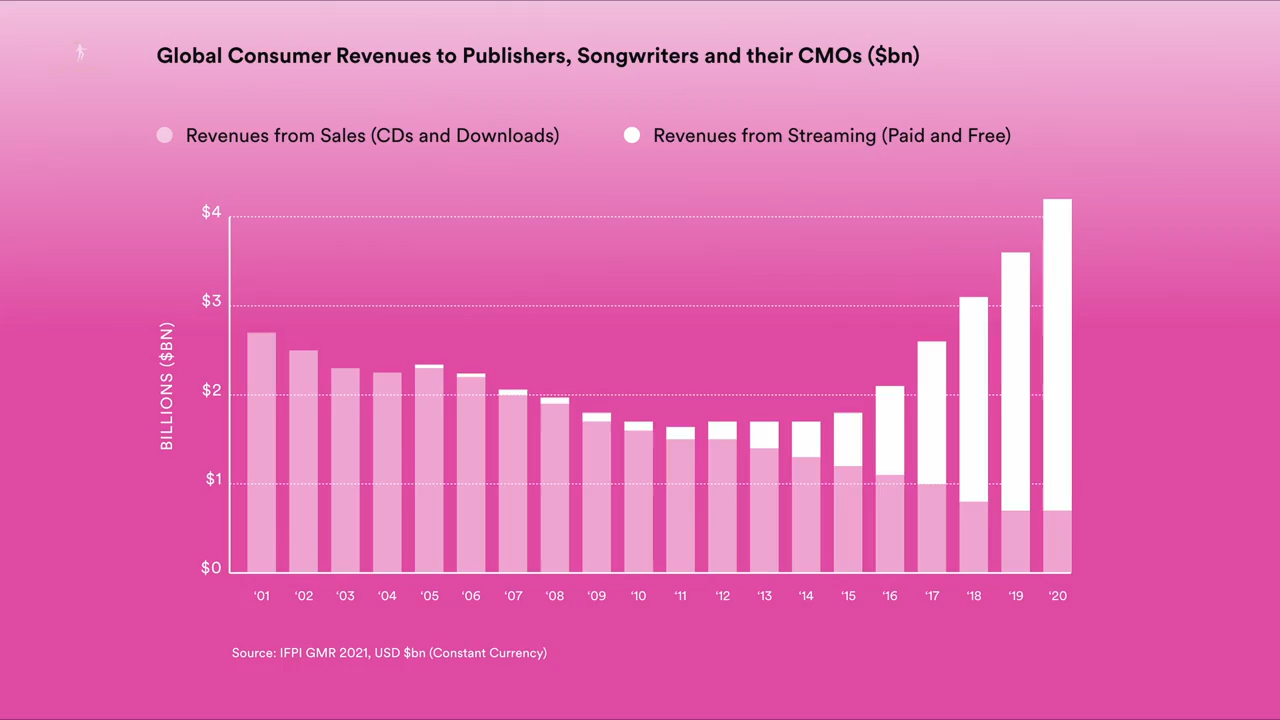 Global Consumer Revenues to Publishers, Songwriters and their CMOs ($bn)
Revenues from Sales (CDs and Downloads)
Revenues from Streaming (Paid and Free)
$4
$3
$2
$1
$0
BILLIONS ($BN)
‘01 ‘02 ‘03 ‘04 ‘05 ‘06 ‘07 ‘08 ‘09 ‘10 ‘11 ‘12 ‘13 ‘14 ‘15 ‘16 ‘17 ‘18 ‘19 ‘20
Source: IFPI GMR 2021, USD $bn (Constant Currency)